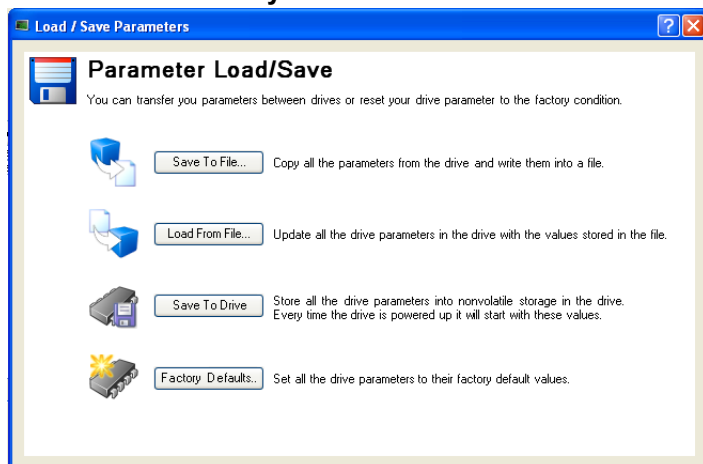 Load / Save Parameters
Parameter Load/Save
You can transfer you parameters between drives or reset your drive parameter to the factory condition.
Save To File...
Copy all the parameters from the drive and write them into a file.
Load From File...
Update all the drive parameters in the drive with the values stored in the file.
Save To Drive
Store all the drive parameters into nonvolatile storage in the drive.
Every time the drive is powered up it will start with these values.
Factory Defaults..
Set all the drive parameters to their factory default values.